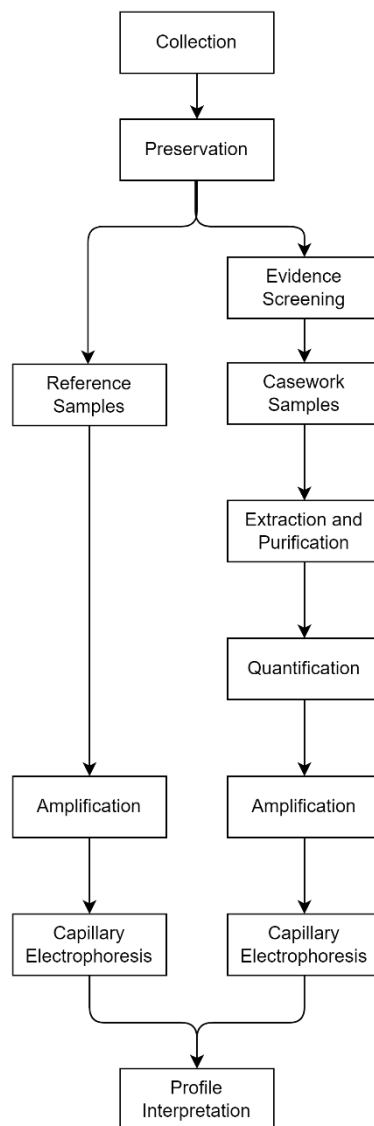 Collection
Preservation
Evidence
Screening
Reference
Samples
Casework
Samples
Extraction and
Purification
Quantification
Amplification
Amplification
Capillary
Electrophoresis
Capillary
Electrophoresis
Profile
Interpretation